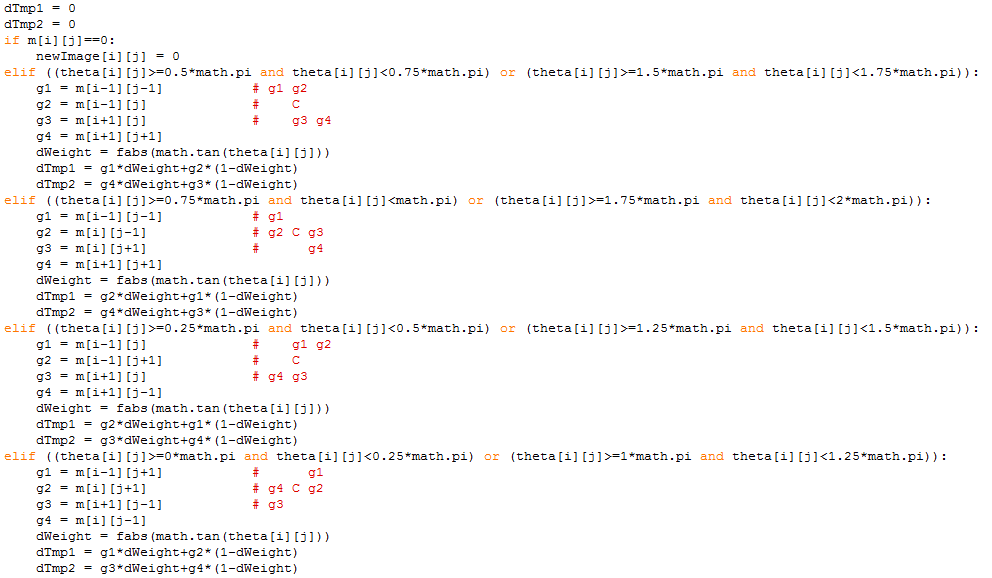 dTmp1 = 0
dTmp2 = 0
if m[i][j]==0:
    newImage[i][j] = 0
elif ((theta[i][j]>=0.5*math.pi and theta[i][j]<0.75*math.pi) or (theta[i][j]>=1.5*math.pi and theta[i][j]<1.75*math.pi)):
    g1 = m[i-1][j-1]           # g1 g2
    g2 = m[i-1][j]             #    C
    g3 = m[i+1][j]             #    g3 g4
    g4 = m[i+1][j+1]
    dWeight = fabs(math.tan(theta[i][j]))
    dTmp1 = g1*dWeight+g2*(1-dWeight)
    dTmp2 = g4*dWeight+g3*(1-dWeight)
elif ((theta[i][j]>=0.75*math.pi and theta[i][j]<math.pi) or (theta[i][j]>=1.75*math.pi and theta[i][j]<2*math.pi)):
    g1 = m[i-1][j-1]           # g1
    g2 = m[i][j-1]             # g2 C g3
    g3 = m[i][j+1]             #      g4
    g4 = m[i+1][j+1]
    dWeight = fabs(math.tan(theta[i][j]))
    dTmp1 = g2*dWeight+g1*(1-dWeight)
    dTmp2 = g4*dWeight+g3*(1-dWeight)
elif ((theta[i][j]>=0.25*math.pi and theta[i][j]<0.5*math.pi) or (theta[i][j]>=1.25*math.pi and theta[i][j]<1.5*math.pi)):
    g1 = m[i-1][j]             #    g1 g2
    g2 = m[i-1][j+1]           #    C
    g3 = m[i+1][j]             # g4 g3
    g4 = m[i+1][j-1]
    dWeight = fabs(math.tan(theta[i][j]))
    dTmp1 = g2*dWeight+g1*(1-dWeight)
    dTmp2 = g3*dWeight+g4*(1-dWeight)
elif ((theta[i][j]>=0*math.pi and theta[i][j]<0.25*math.pi) or (theta[i][j]>=1*math.pi and theta[i][j]<1.25*math.pi)):
    g1 = m[i-1][j+1]           #      g1
    g2 = m[i][j+1]             # g4 C g2
    g3 = m[i+1][j-1]           # g3
    g4 = m[i][j-1]
    dWeight = fabs(math.tan(theta[i][j]))
    dTmp1 = g1*dWeight+g2*(1-dWeight)
    dTmp2 = g3*dWeight+g4*(1-dWeight)